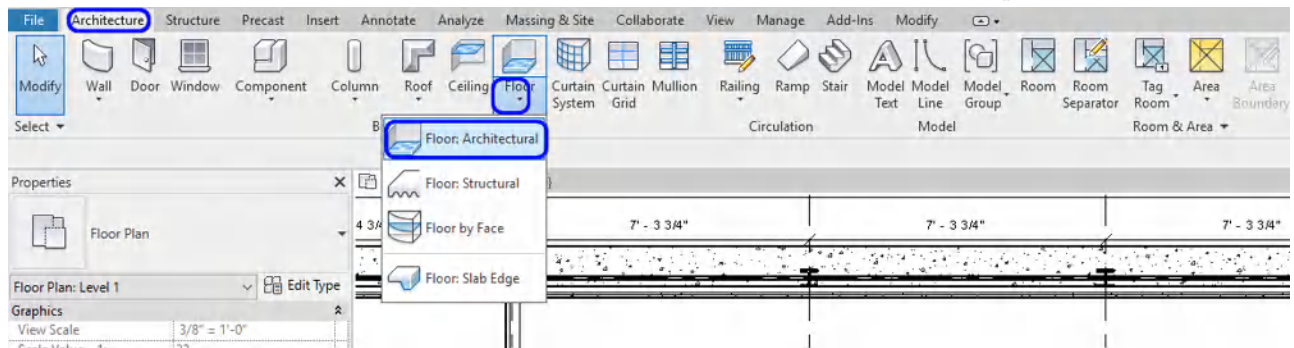 File Architecture Structure Precast Insert Annotate Analyze Massing & Site Collaborate View Manage Add-Ins Modify
Modify Wall Door Window Component Column Roof Ceiling Floor Curtain System Curtain Grid Mullion Railing Ramp Stair Model Text Model Line Model Group Room Room Separator Tag Room Area Area Boundary
Select Circulation Model Room & Area
Floor: Architectural
Floor: Structural
Floor by Face
Floor: Slab Edge
Properties
Floor Plan
Floor Plan: Level 1 Edit Type
Graphics
View Scale 3/8" = 1'-0"
7' - 3 3/4" 7' - 3 3/4" 7' - 3 3/4"